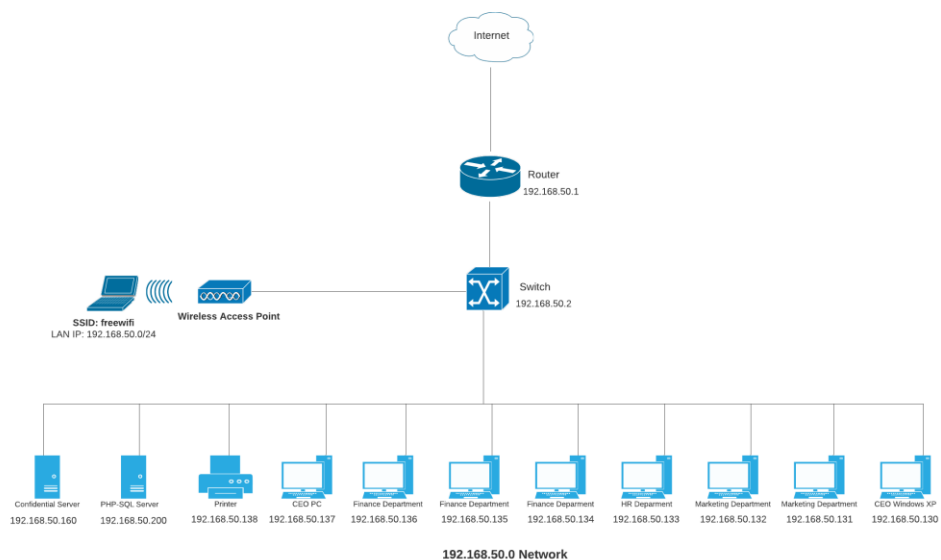 Internet
Router
192.168.50.1
Switch
192.168.50.2
Wireless Access Point
SSID: freewifi
LAN IP: 192.168.50.0/24
Confidential Server
192.168.50.160
PHP-SQL Server
192.168.50.200
Printer
192.168.50.138
CEO PC
192.168.50.137
Finance Department
192.168.50.136
Finance Department
192.168.50.135
Finance Deparment
192.168.50.134
HR Deparment
192.168.50.133
Marketing Department
192.168.50.132
Marketing Department
192.168.50.131
CEO Windows XP
192.168.50.130
192.168.50.0 Network